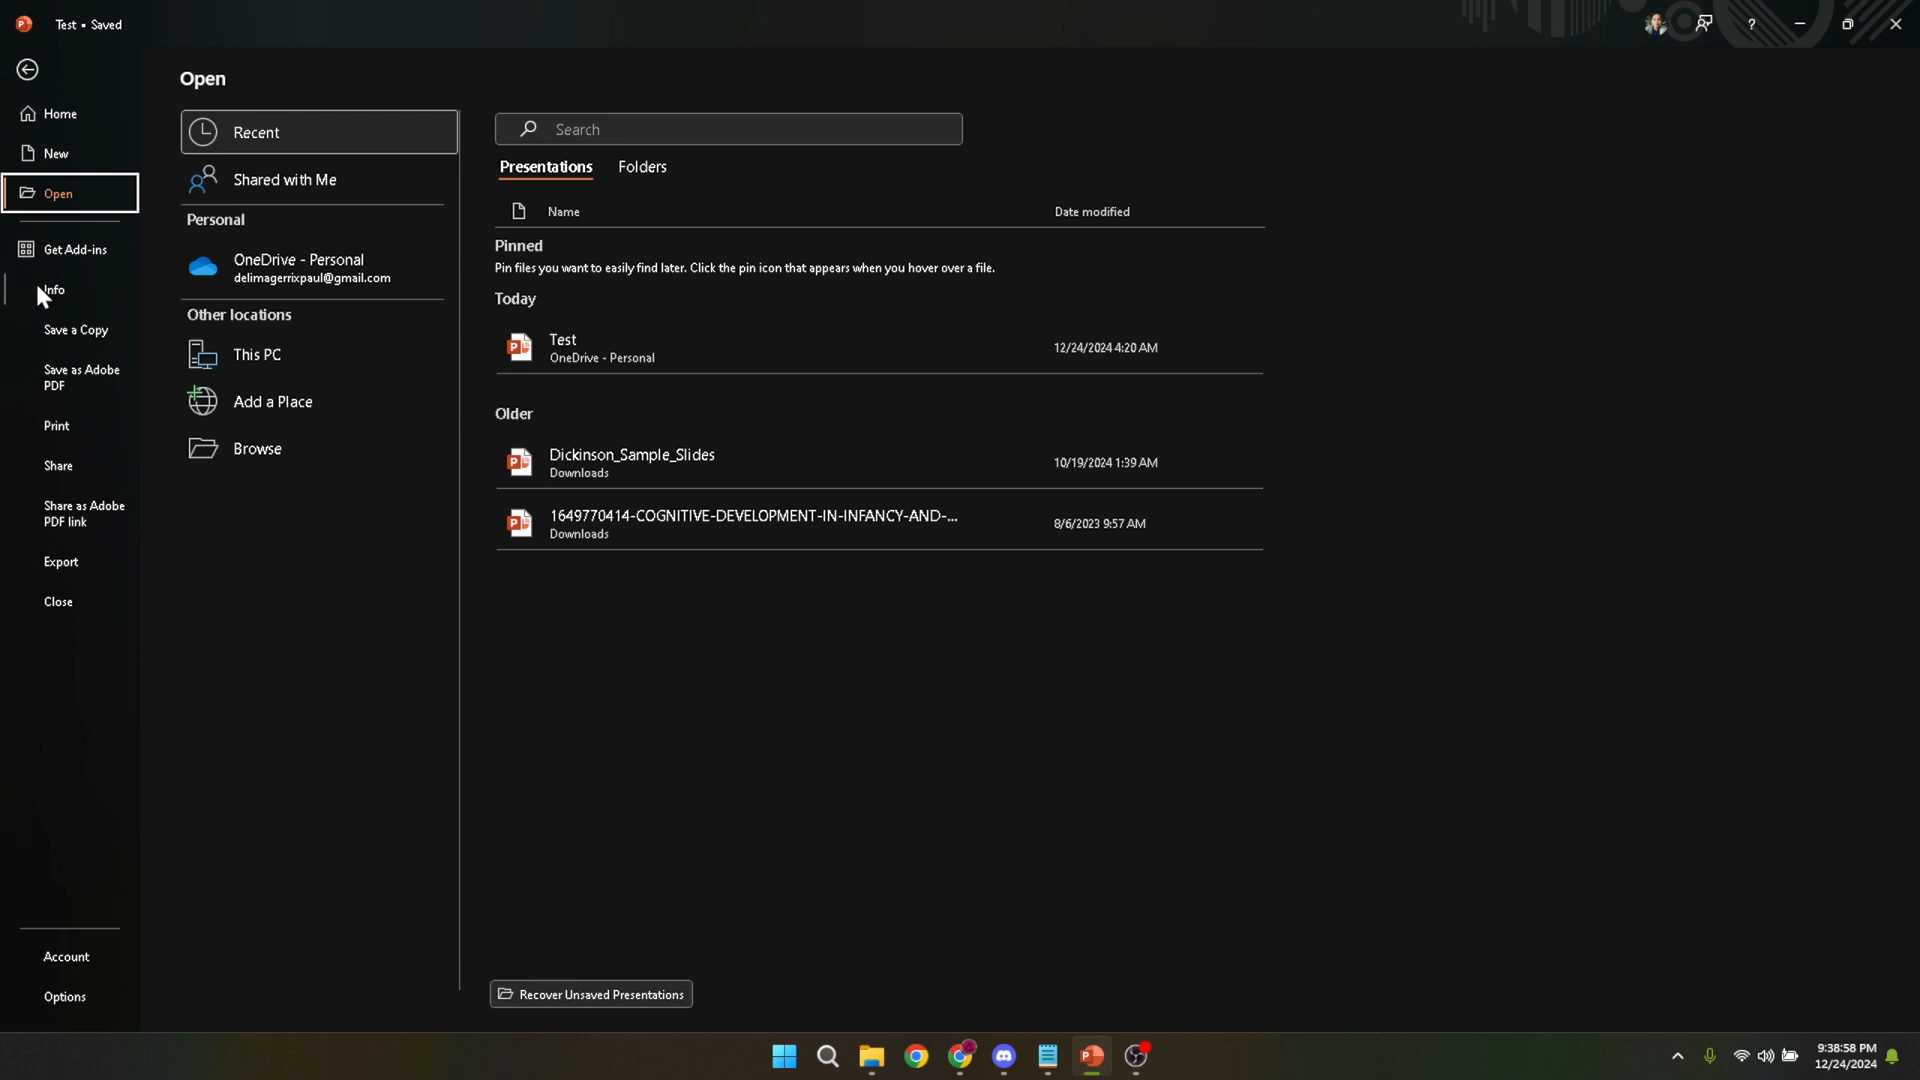 Test • Saved
?
Open
Home
New
Open
Get Add-ins
Info
Save a Copy
Save as Adobe
PDF
Print
Share
Share as Adobe
PDF link
Export
Close
Account
Options
Recent
Shared with Me
Personal
OneDrive - Personal
delimagerrixpaul@gmail.com
Other locations
This PC
Add a Place
Browse
Search
Presentations Folders
Name Date modified
Pinned
Pin files you want to easily find later. Click the pin icon that appears when you hover over a file.
Today
Test
OneDrive - Personal
12/24/2024 4:20 AM
Older
Dickinson_Sample_Slides
Downloads
10/19/2024 1:39 AM
1649770414-COGNITIVE-DEVELOPMENT-IN-INFANCY-AND-...
Downloads
8/6/2023 9:57 AM
Recover Unsaved Presentations
9:38:58 PM
12/24/2024